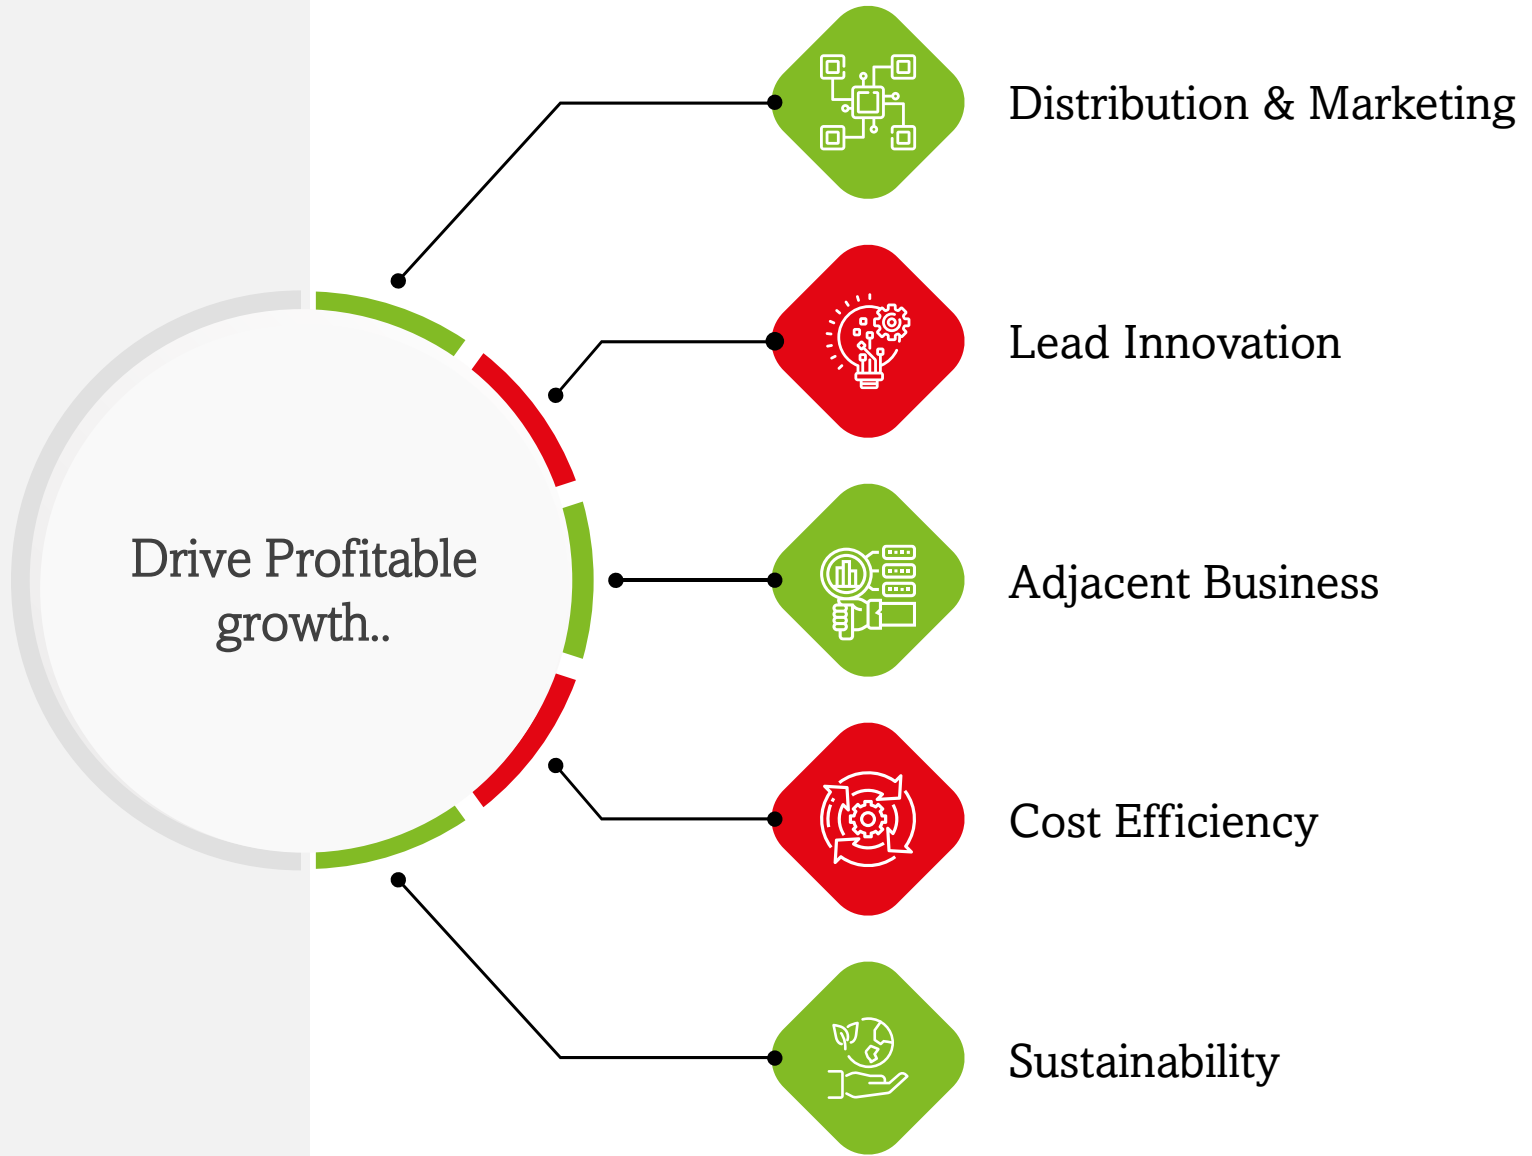 Distribution & Marketing
Lead Innovation
Drive Profitable
growth..
Adjacent Business
Cost Efficiency
Sustainability